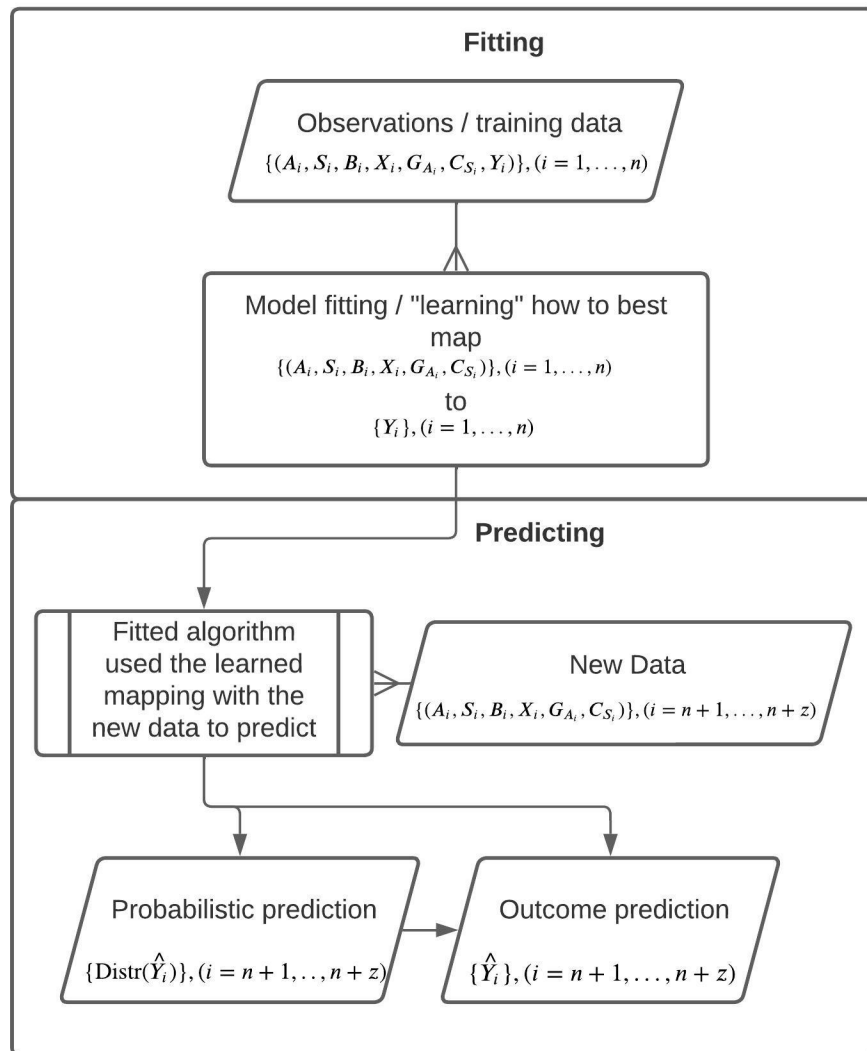 Fitting
Observations / training data
{(A_i, S_i, B_i, X_i, G_{A_i}, C_{S_i}, Y_i)}, (i = 1, . . . , n)
Model fitting / "learning" how to best
map
{(A_i, S_i, B_i, X_i, G_{A_i}, C_{S_i})}, (i = 1, . . . , n)
to
{Y_i}, (i = 1, . . . , n)
Predicting
Fitted algorithm
used the learned
mapping with the
new data to predict
New Data
{(A_i, S_i, B_i, X_i, G_{A_i}, C_{S_i})}, (i = n + 1, . . . , n + z)
Probabilistic prediction
{Distr(Ŷ_i)}, (i = n + 1, . . , n + z)
Outcome prediction
{Ŷ_i}, (i = n + 1, . . . , n + z)